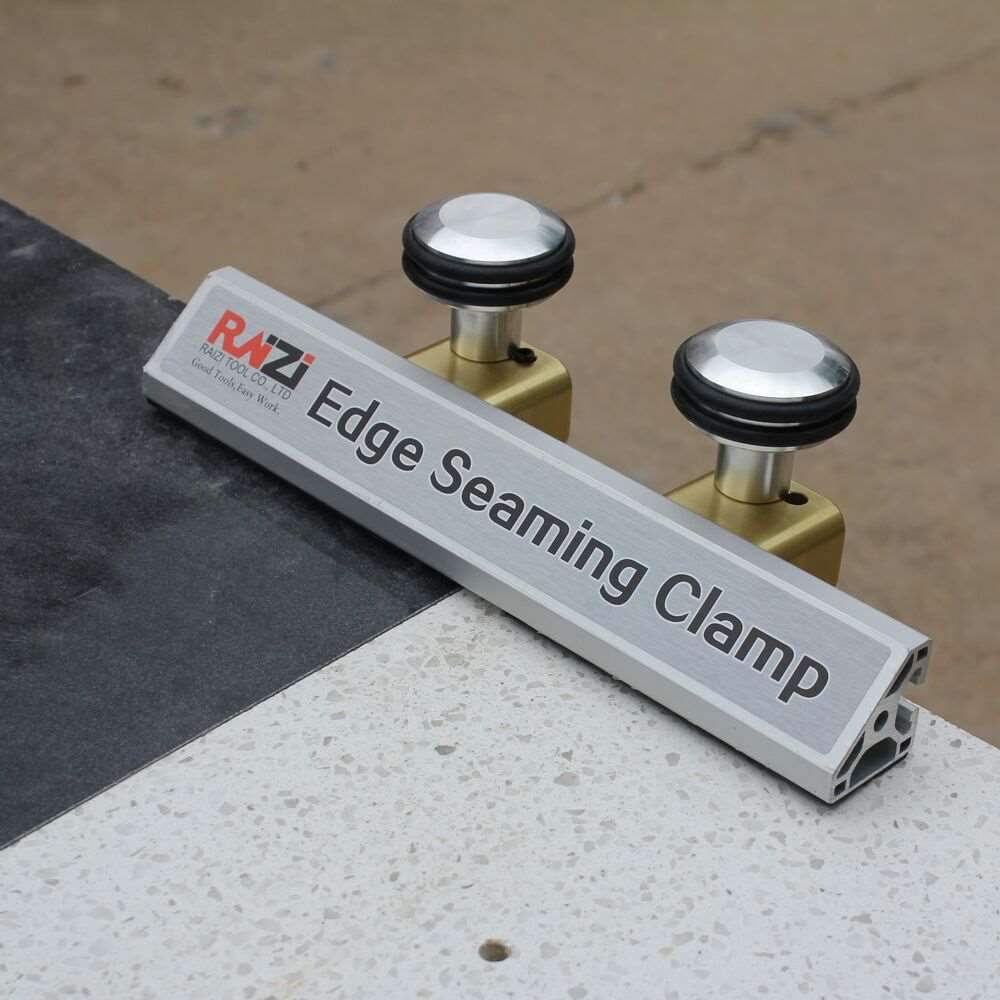 RAiZi
RAIZI TOOL CO., LTD
Good Tools,Easy Work.
Edge Seaming Clamp